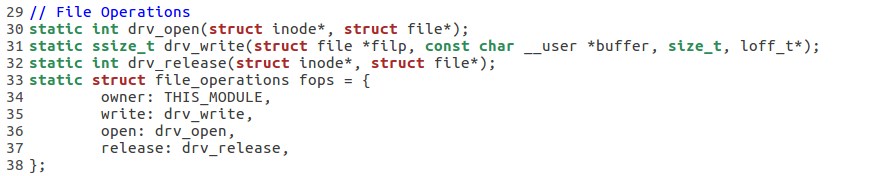 29 // File Operations
30 static int drv_open(struct inode*, struct file*);
31 static ssize_t drv_write(struct file *filp, const char __user *buffer, size_t, loff_t*);
32 static int drv_release(struct inode*, struct file*);
33 static struct file_operations fops = {
34         owner: THIS_MODULE,
35         write: drv_write,
36         open: drv_open,
37         release: drv_release,
38 };